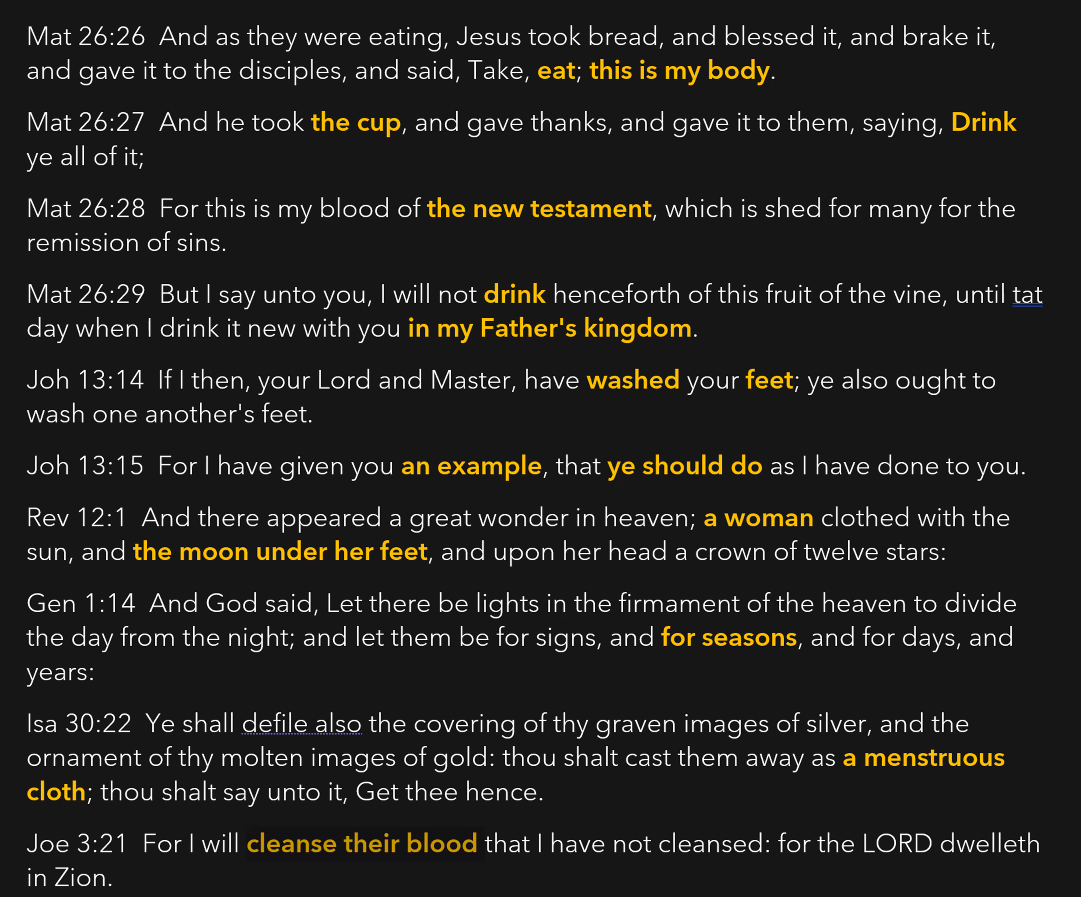 Mat 26:26  And as they were eating, Jesus took bread, and blessed it, and brake it,
and gave it to the disciples, and said, Take, eat; this is my body.
Mat 26:27  And he took the cup, and gave thanks, and gave it to them, saying, Drink
ye all of it;
Mat 26:28  For this is my blood of the new testament, which is shed for many for the
remission of sins.
Mat 26:29  But I say unto you, I will not drink henceforth of this fruit of the vine, until tat
day when I drink it new with you in my Father's kingdom.
Joh 13:14  If I then, your Lord and Master, have washed your feet; ye also ought to
wash one another's feet.
Joh 13:15  For I have given you an example, that ye should do as I have done to you.
Rev 12:1  And there appeared a great wonder in heaven; a woman clothed with the
sun, and the moon under her feet, and upon her head a crown of twelve stars:
Gen 1:14  And God said, Let there be lights in the firmament of the heaven to divide
the day from the night; and let them be for signs, and for seasons, and for days, and
years:
Isa 30:22  Ye shall defile also the covering of thy graven images of silver, and the
ornament of thy molten images of gold: thou shalt cast them away as a menstruous
cloth; thou shalt say unto it, Get thee hence.
Joe 3:21  For I will cleanse their blood that I have not cleansed: for the LORD dwelleth
in Zion.